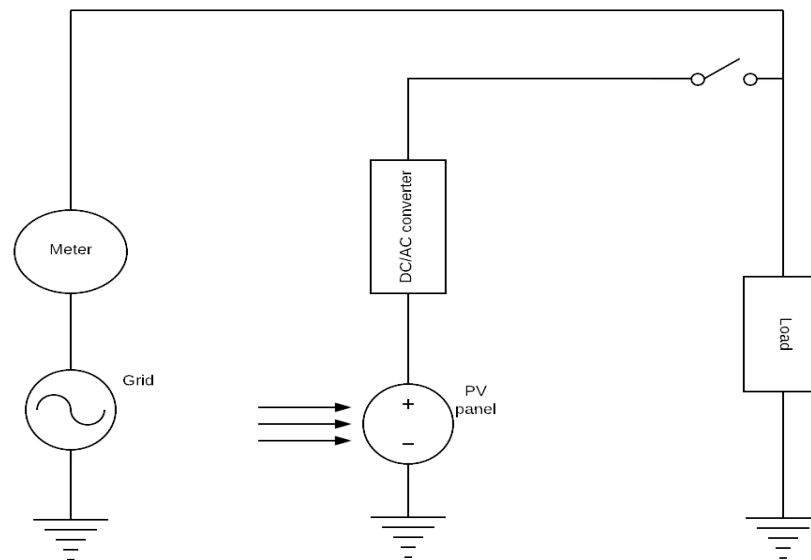 Meter
Grid
DC/AC converter
PV
panel
+
−
Load